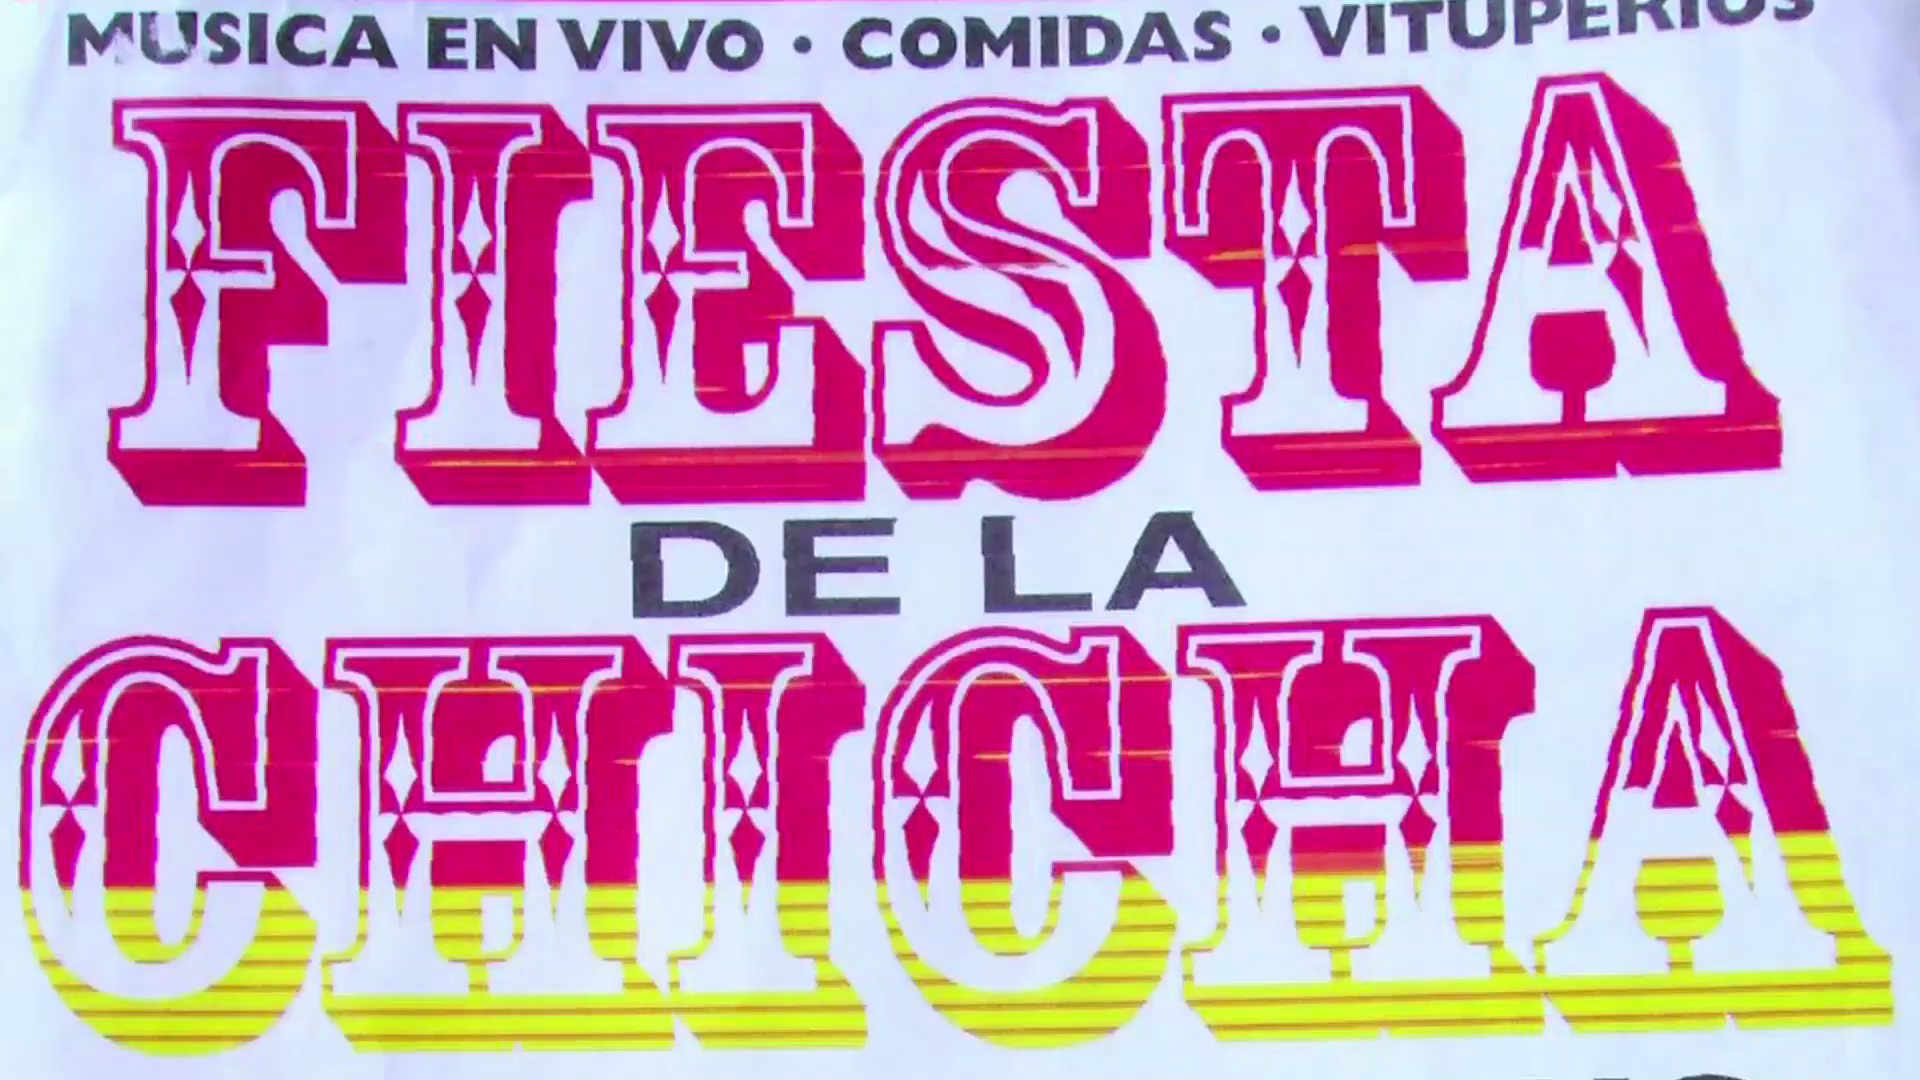 MUSICA EN VIVO · COMIDAS · VITUPERIOS
FIESTA
DE LA
CHICHA